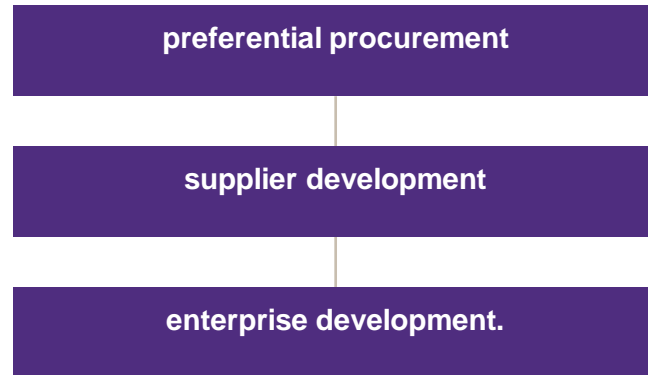 preferential procurement
supplier development
enterprise development.